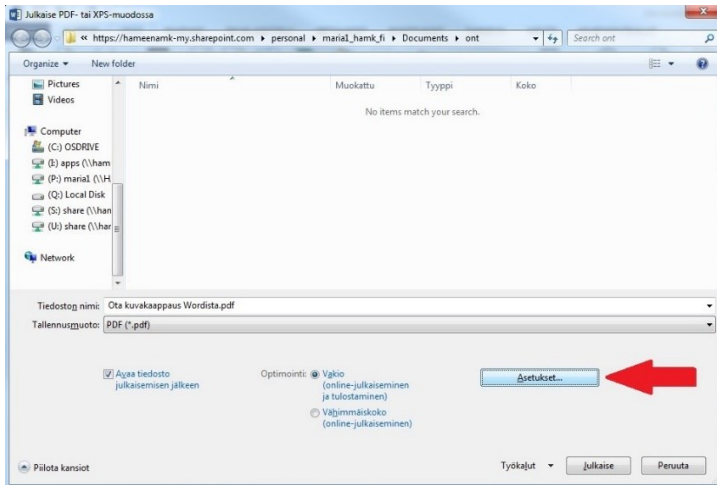 Julkaise PDF- tai XPS-muodossa
« https://hameenamk-my.sharepoint.com ▸ personal ▸ maria1_hamk_fi ▸ Documents ▸ ont
Search ont
Organize
New folder
Pictures
Videos
Computer
(C:) OSDRIVE
(I:) apps (\\ham
(P:) maria1 (\\H
(Q:) Local Disk
(S:) share (\\han
(U:) share (\\har
Network
Nimi
Muokattu
Tyyppi
Koko
No items match your search.
Tiedoston nimi: Ota kuvakaappaus Wordista.pdf
Tallennusmuoto: PDF (*.pdf)
Avaa tiedosto
julkaisemisen jälkeen
Optimointi:
Vakio
(online-julkaiseminen
ja tulostaminen)
Vähimmäiskoko
(online-julkaiseminen)
Asetukset...
Piilota kansiot
Työkalut
Julkaise
Peruuta